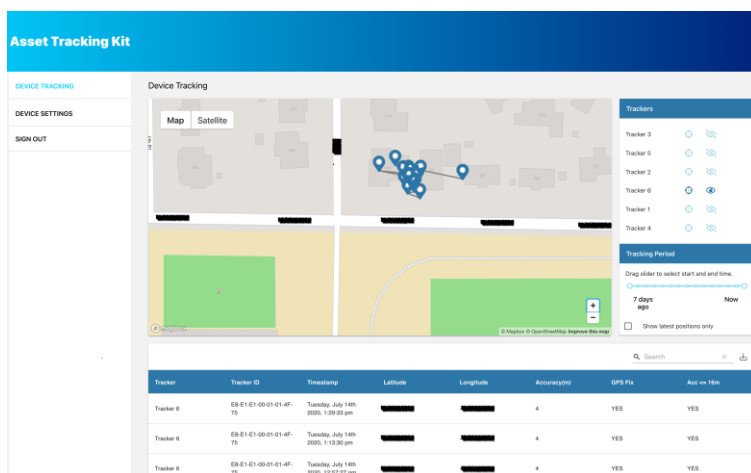 Asset Tracking Kit
DEVICE TRACKING
DEVICE SETTINGS
SIGN OUT
Device Tracking
Map Satellite
mapbox
© Mapbox © OpenStreetMap Improve this map
+
−
Trackers
Tracker 3
Tracker 5
Tracker 2
Tracker 6
Tracker 1
Tracker 4
Tracking Period
Drag slider to select start and end time.
7 days Now
ago
Show latest positions only
Search
Tracker Tracker ID Timestamp Latitude Longitude Accuracy(m) GPS Fix Acc <= 16m
Tracker 6 E8-E1-E1-00-01-01-4F- Tuesday, July 14th 4 YES YES
75 2020, 1:29:33 pm
Tracker 6 E8-E1-E1-00-01-01-4F- Tuesday, July 14th 4 YES YES
75 2020, 1:13:30 pm
Tracker 6 E8-E1-E1-00-01-01-4F- Tuesday, July 14th 4 YES YES
75 2020, 12:57:27 pm